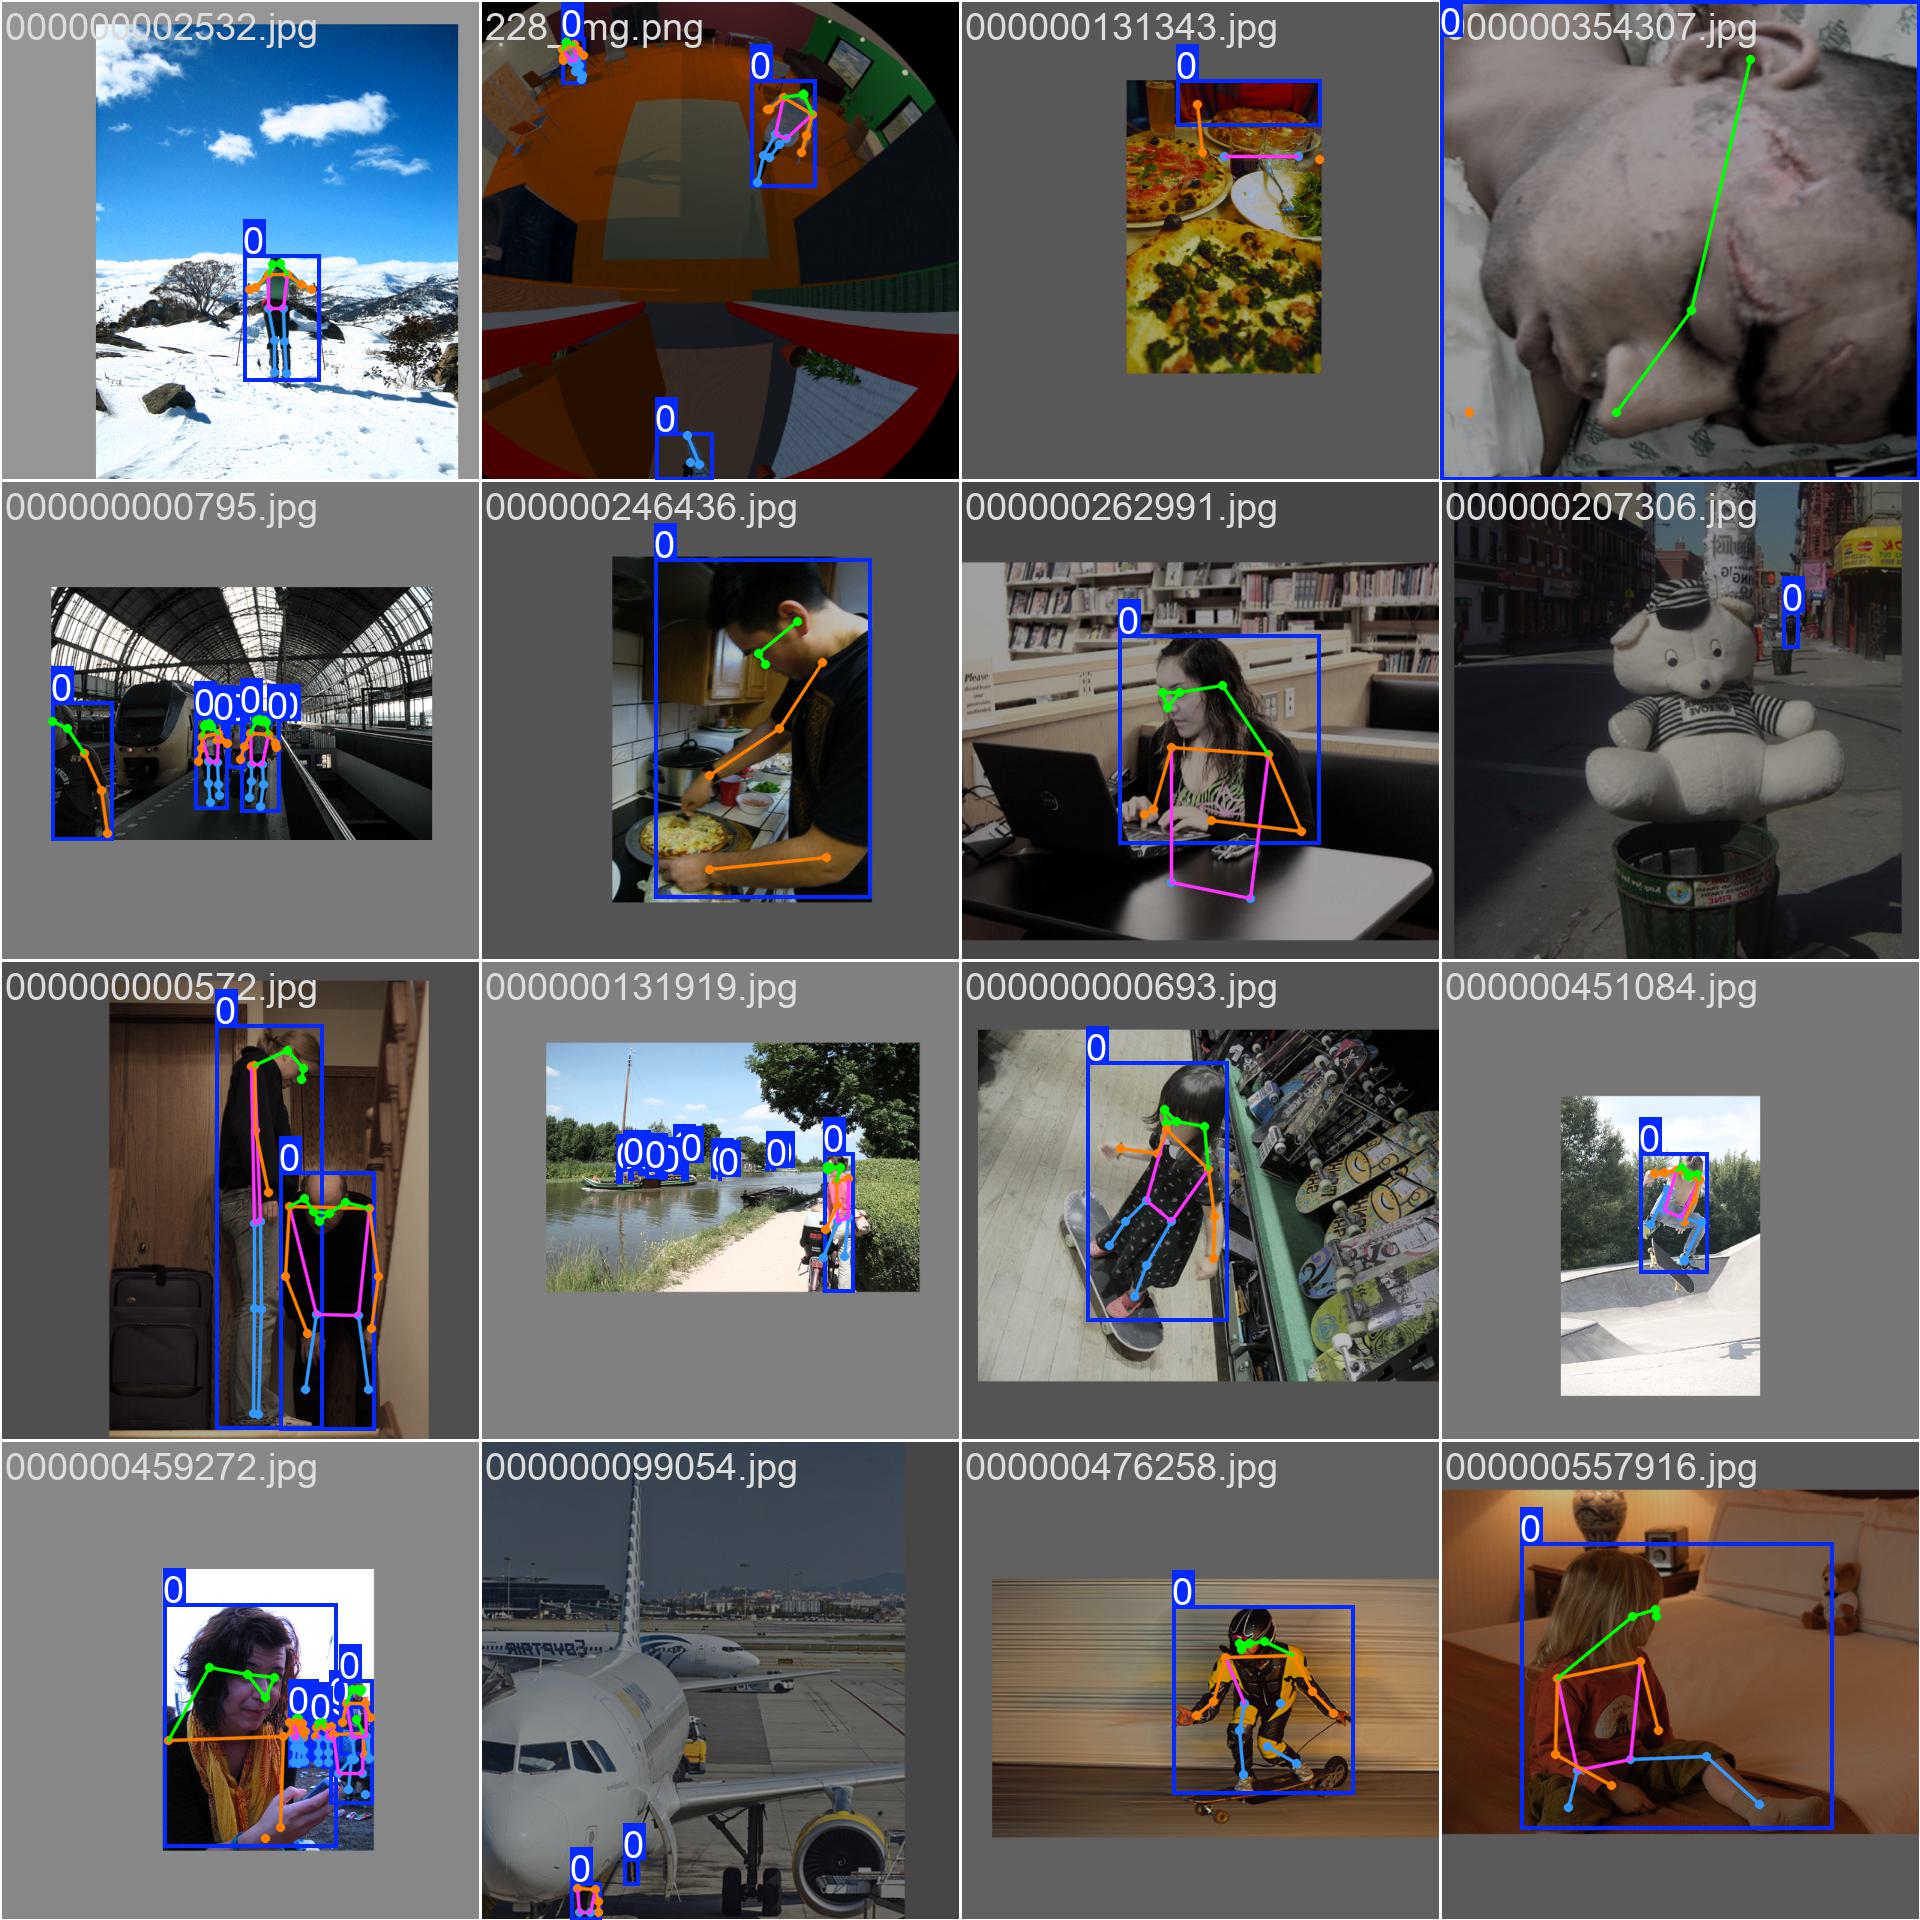 000000002532.jpg
0
228_img.png
0
0
0
000000131343.jpg
0
000000354307.jpg
0
000000000795.jpg
0
0
0
0
0
000000246436.jpg
0
000000262991.jpg
0
Please
000000207306.jpg
0
000000000572.jpg
0
0
000000131919.jpg
0
0
0
0
0
0
000000000693.jpg
0
000000451084.jpg
0
000000459272.jpg
0
0
0
0
000000099054.jpg
0
0
000000476258.jpg
0
000000557916.jpg
0